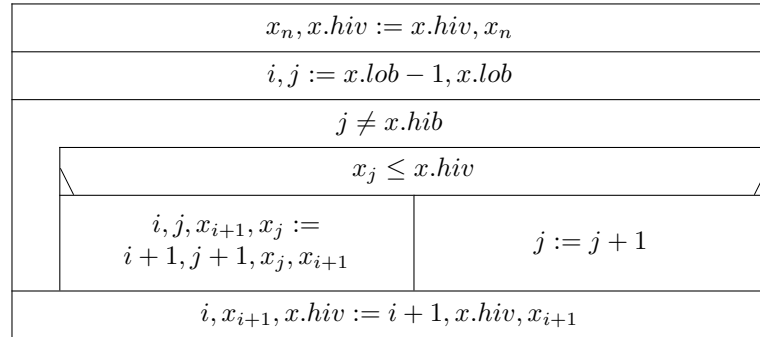 x_n, x.hiv := x.hiv, x_n
i, j := x.lob − 1, x.lob
j ≠ x.hib
x_j ≤ x.hiv
i, j, x_{i+1}, x_j :=
i + 1, j + 1, x_j, x_{i+1}
j := j + 1
i, x_{i+1}, x.hiv := i + 1, x.hiv, x_{i+1}